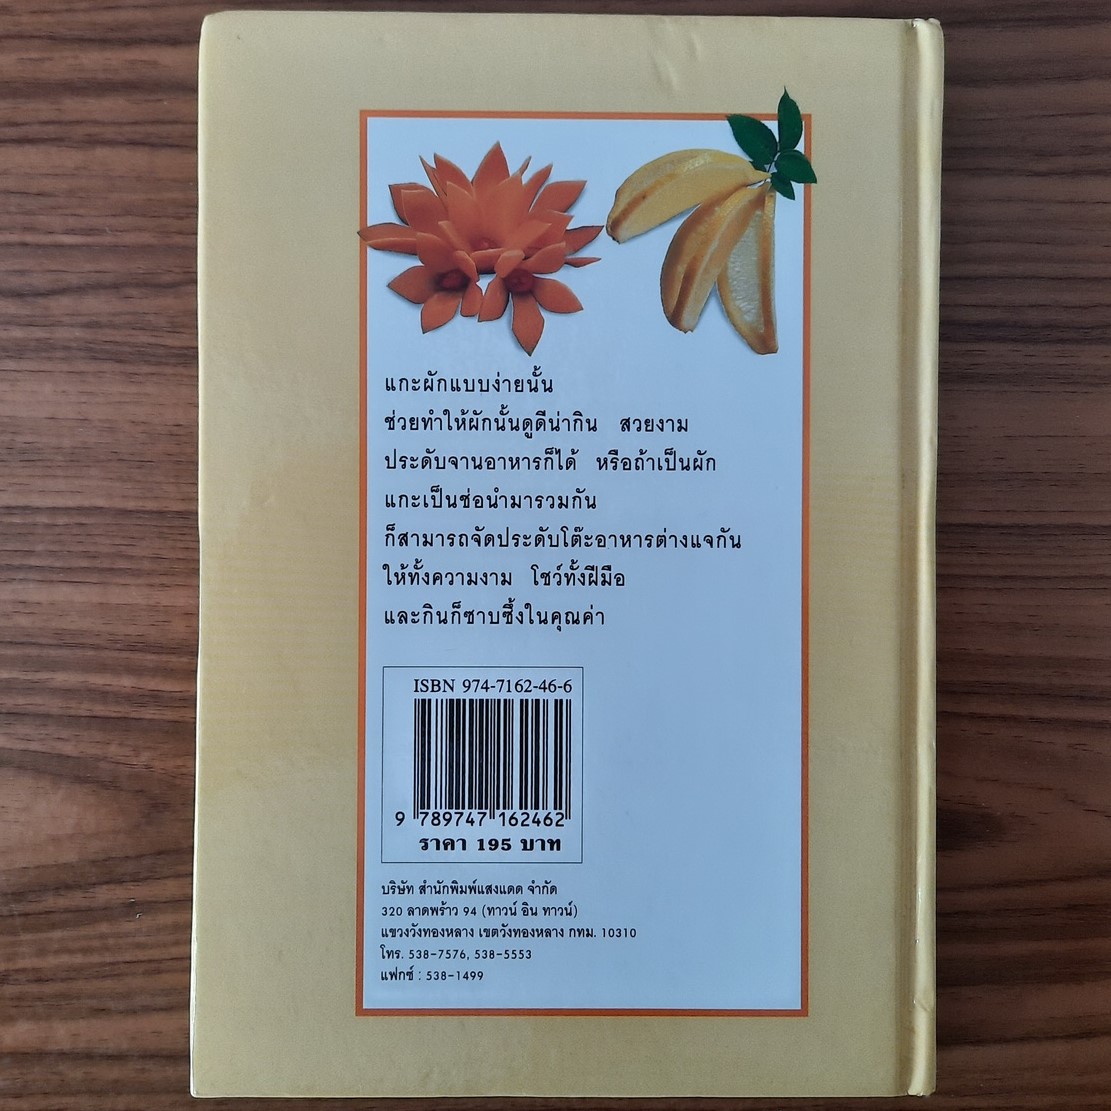 แกะผักแบบง่ายนั้น
ช่วยทำให้ผักนั้นดูดีน่ากิน สวยงาม
ประดับจานอาหารก็ได้ หรือถ้าเป็นผัก
แกะเป็นช่อนำมารวมกัน
ก็สามารถจัดประดับโต๊ะอาหารต่างแจกัน
ให้ทั้งความงาม โชว์ทั้งฝีมือ
และกินก็ซาบซึ้งในคุณค่า
ISBN 974-7162-46-6
9 789747 162462
ราคา 195 บาท
บริษัท สำนักพิมพ์แสงแดด จำกัด
320 ลาดพร้าว 94 (ทาวน์ อิน ทาวน์)
แขวงวังทองหลาง เขตวังทองหลาง กทม. 10310
โทร. 538-7576, 538-5553
แฟกซ์ : 538-1499